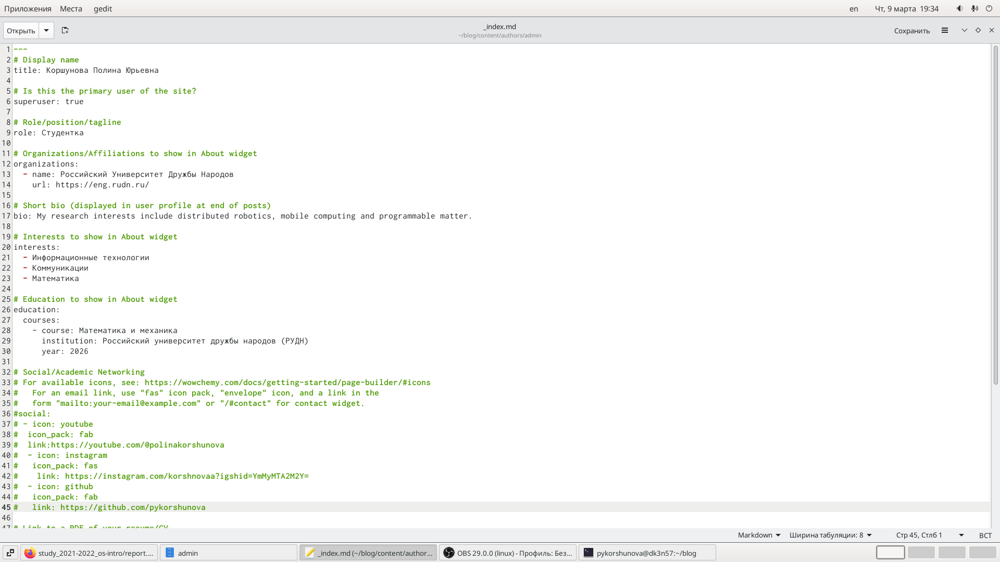 Приложения Места gedit en Чт, 9 марта 19:34
Открыть _index.md Сохранить
~/blog/content/authors/admin
1 ---
2 # Display name
3 title: Коршунова Полина Юрьевна
4
5 # Is this the primary user of the site?
6 superuser: true
7
8 # Role/position/tagline
9 role: Студентка
10
11 # Organizations/Affiliations to show in About widget
12 organizations:
13   - name: Российский Университет Дружбы Народов
14     url: https://eng.rudn.ru/
15
16 # Short bio (displayed in user profile at end of posts)
17 bio: My research interests include distributed robotics, mobile computing and programmable matter.
18
19 # Interests to show in About widget
20 interests:
21   - Информационные технологии
22   - Коммуникации
23   - Математика
24
25 # Education to show in About widget
26 education:
27   courses:
28     - course: Математика и механика
29       institution: Российский университет дружбы народов (РУДН)
30       year: 2026
31
32 # Social/Academic Networking
33 # For available icons, see: https://wowchemy.com/docs/getting-started/page-builder/#icons
34 #   For an email link, use "fas" icon pack, "envelope" icon, and a link in the
35 #   form "mailto:your-email@example.com" or "/#contact" for contact widget.
36 #social:
37 # - icon: youtube
38 #  icon_pack: fab
39 #  link:https://youtube.com/@polinakorshunova
40 #  - icon: instagram
41 #   icon_pack: fas
42 #    link: https://instagram.com/korshnovaa?igshid=YmMyMTA2M2Y=
43 #  - icon: github
44 #   icon_pack: fab
45 #   link: https://github.com/pykorshunova
46
47 # Link to a PDF of your resume/CV
Markdown Ширина табуляции: 8 Стр 45, Стлб 1 ВСТ
study_2021-2022_os-intro/report.... admin _index.md (~/blog/content/author... OBS 29.0.0 (linux) - Профиль: Без... pykorshunova@dk3n57:~/blog